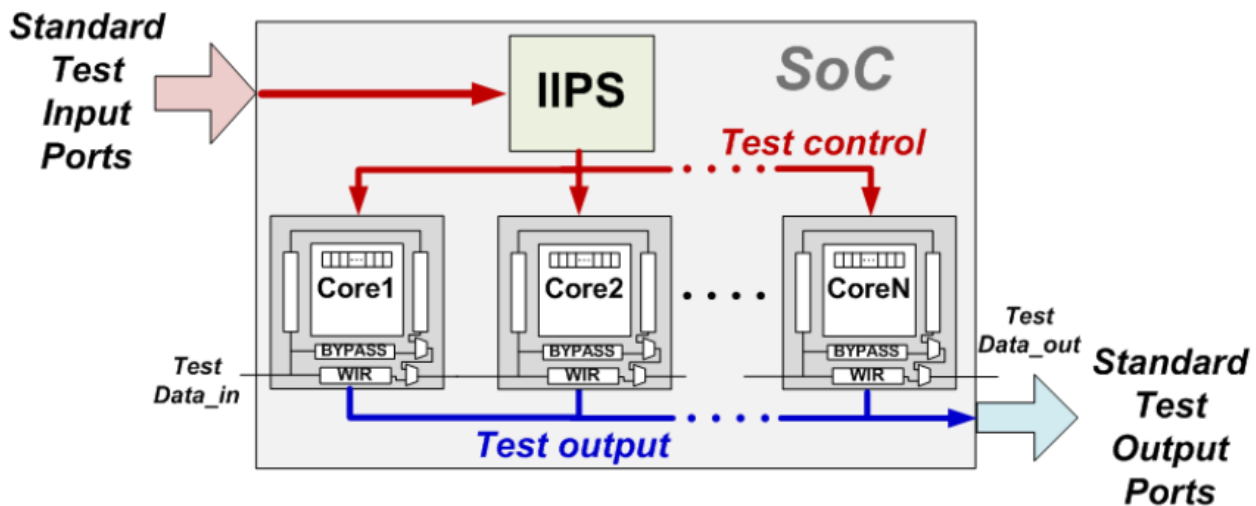 Standard
Test
Input
Ports
IIPS
SoC
Test control
Core1
BYPASS
WIR
Core2
BYPASS
WIR
CoreN
BYPASS
WIR
Test
Data_in
Test
Data_out
Test output
Standard
Test
Output
Ports